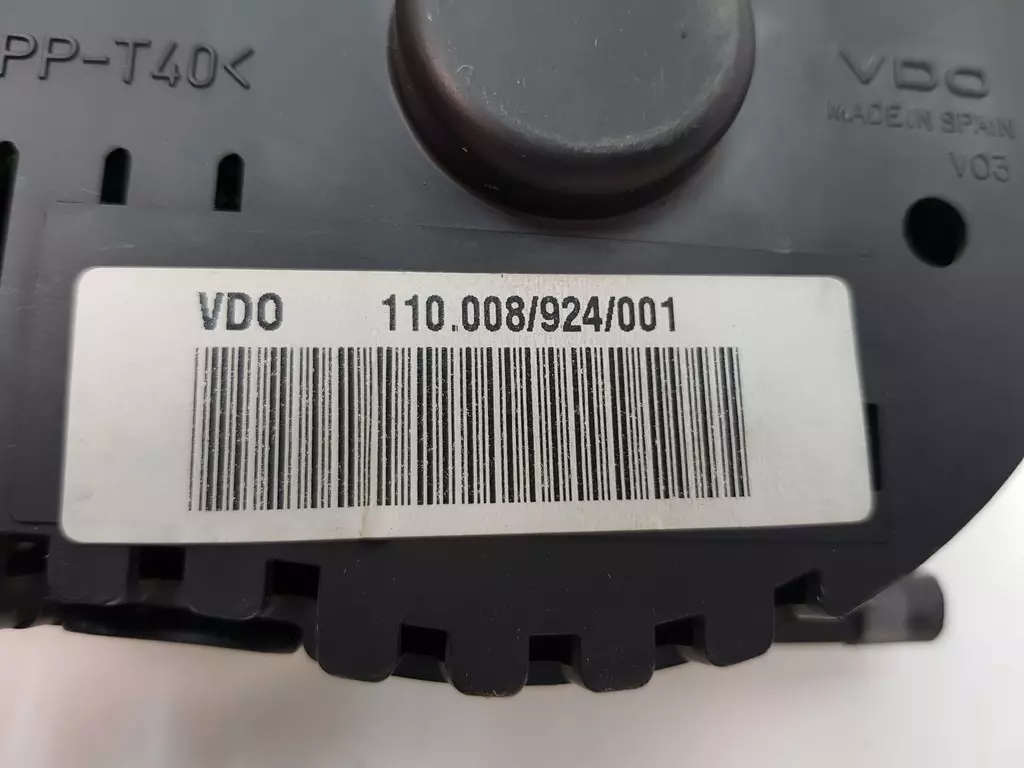 PP-T40<
VDO
MADE IN SPAIN
V03
VDO 110.008/924/001